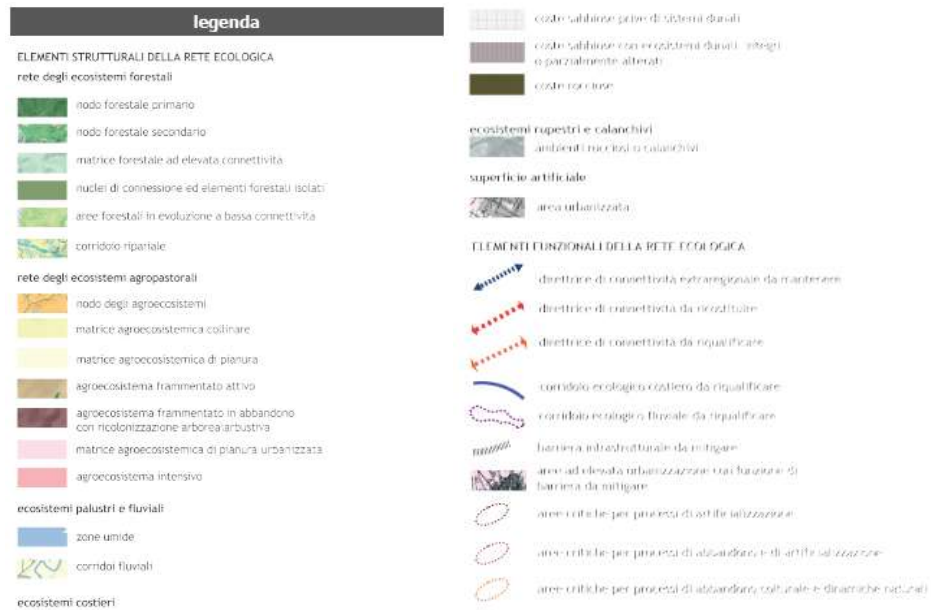 legenda
ELEMENTI STRUTTURALI DELLA RETE ECOLOGICA
rete degli ecosistemi forestali
nodo forestale primario
nodo forestale secondario
matrice forestale ad elevata connettività
nuclei di connessione ed elementi forestali isolati
aree forestali in evoluzione a bassa connettività
corridoio ripariale
rete degli ecosistemi agropastorali
nodo degli agroecosistemi
matrice agroecosistemica collinare
matrice agroecosistemica di pianura
agroecosistema frammentato attivo
agroecosistema frammentato in abbandono
con ricolonizzazione arborea/arbustiva
matrice agroecosistemica di pianura urbanizzata
agroecosistema intensivo
ecosistemi palustri e fluviali
zone umide
corridoi fluviali
ecosistemi costieri
coste sabbiose prive di sistemi dunali
coste sabbiose con ecosistemi dunali integri
o parzialmente alterati
coste rocciose
ecosistemi rupestri e calanchivi
ambienti rocciosi o calanchivi
superficie artificiale
area urbanizzata
ELEMENTI FUNZIONALI DELLA RETE ECOLOGICA
direttrice di connettività extraregionale da mantenere
direttrice di connettività da ricostituire
direttrice di connettività da riqualificare
corridoio ecologico costiero da riqualificare
corridoio ecologico fluviale da riqualificare
barriera infrastrutturale da mitigare
aree ad elevata urbanizzazione con funzione di
barriera da mitigare
aree critiche per processi di artificializzazione
aree critiche per processi di abbandono e di artificializzazione
aree critiche per processi di abbandono colturale e dinamiche naturali